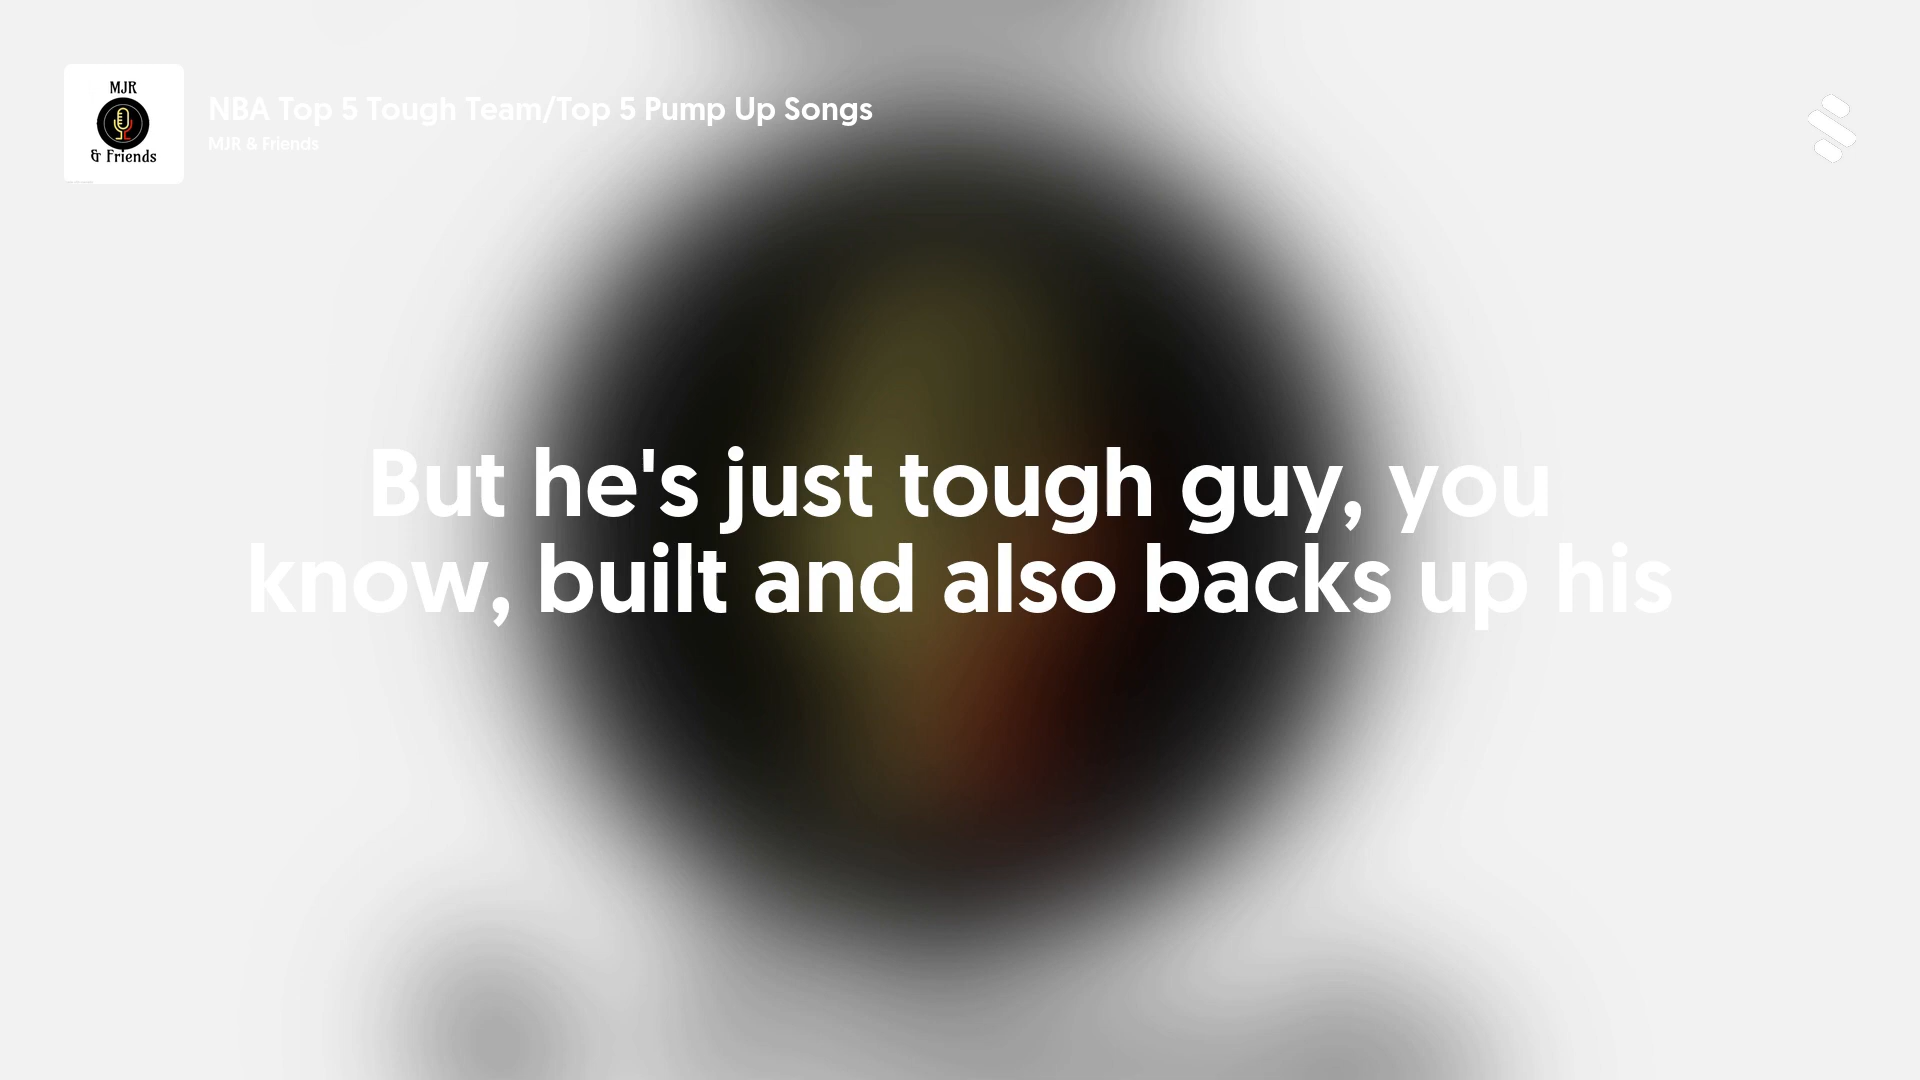 MJR
& Friends
NBA Top 5 Tough Team/Top 5 Pump Up Songs
MJR & Friends
But he's just tough guy, you
know, built and also backs up his